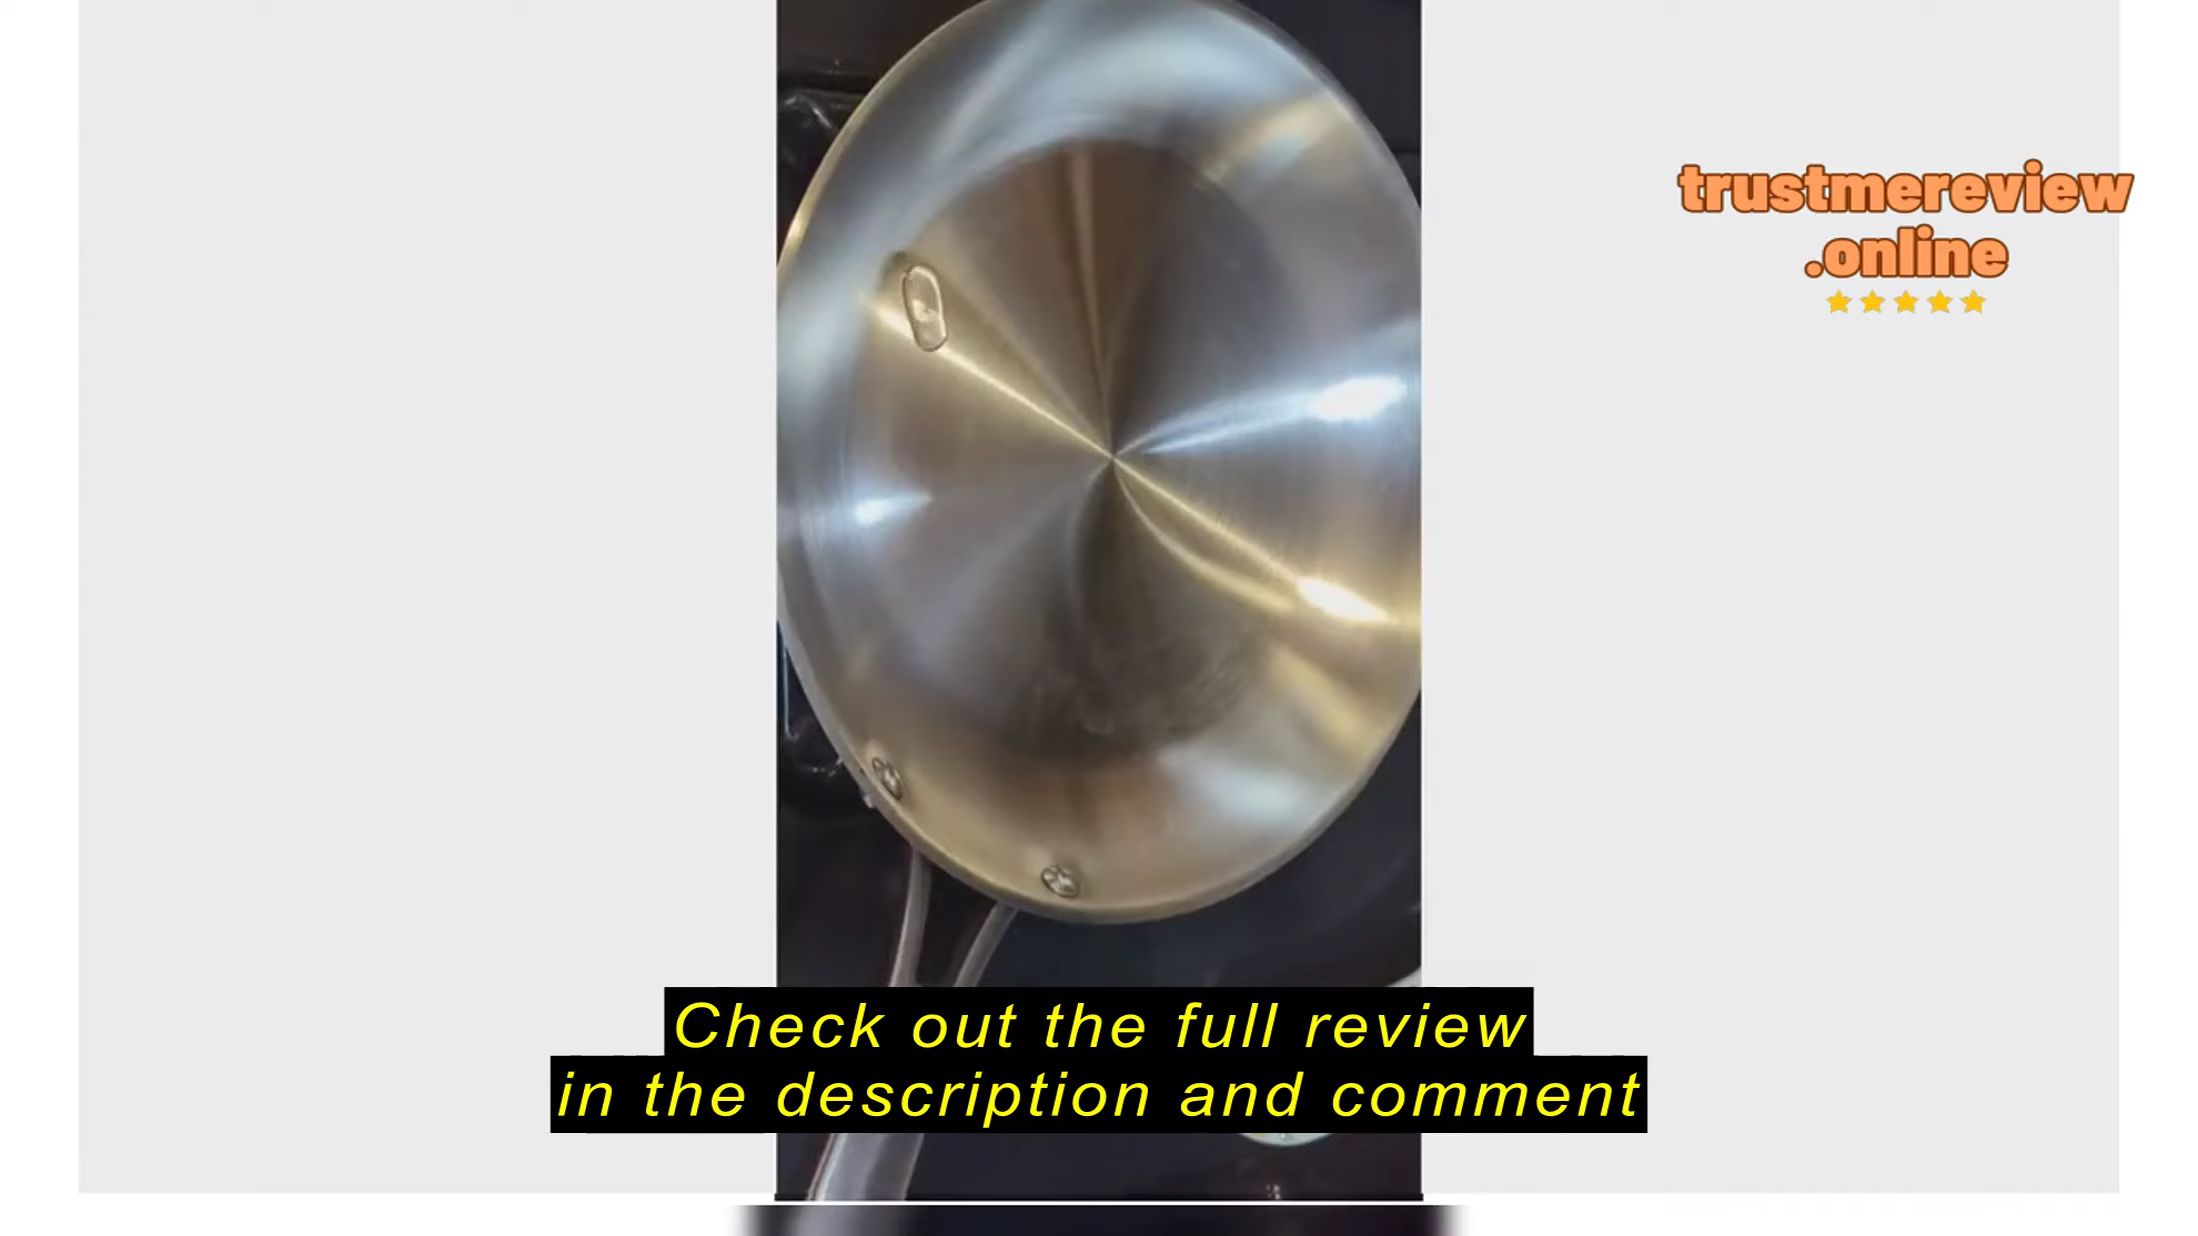 trustmereview
.online
Check out the full review
in the description and comment